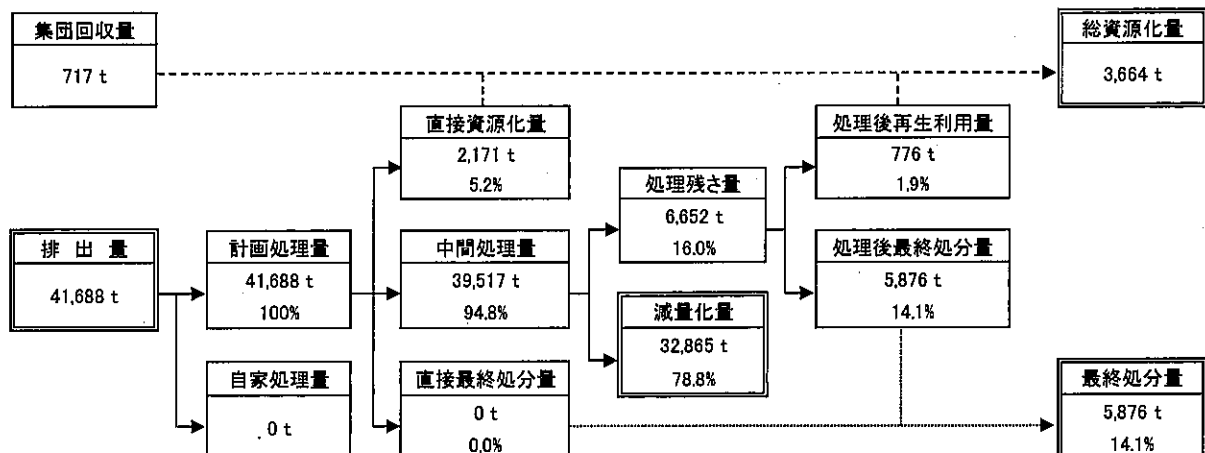 集団回収量
717 t
総資源化量
3,664 t
直接資源化量
2,171 t
5.2%
処理後再生利用量
776 t
1.9%
処理残さ量
6,652 t
16.0%
排 出 量
41,688 t
計画処理量
41,688 t
100%
中間処理量
39,517 t
94.8%
処理後最終処分量
5,876 t
14.1%
減量化量
32,865 t
78.8%
自家処理量
0 t
直接最終処分量
0 t
0.0%
最終処分量
5,876 t
14.1%